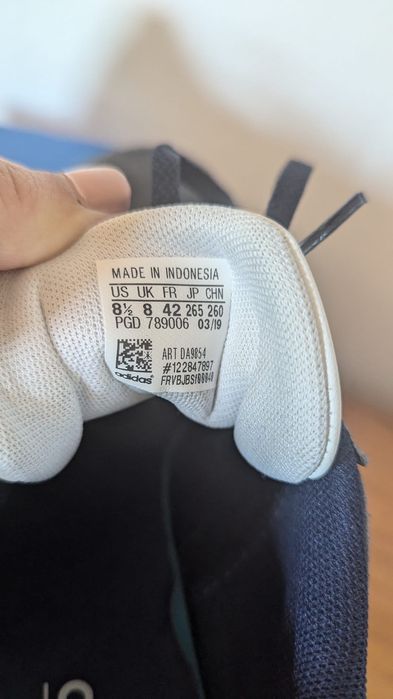 MADE IN INDONESIA
US UK FR JP CHN
8½ 8 42 265 260
PGD 789006 03/19
ART DA9854
#122847897
adidas